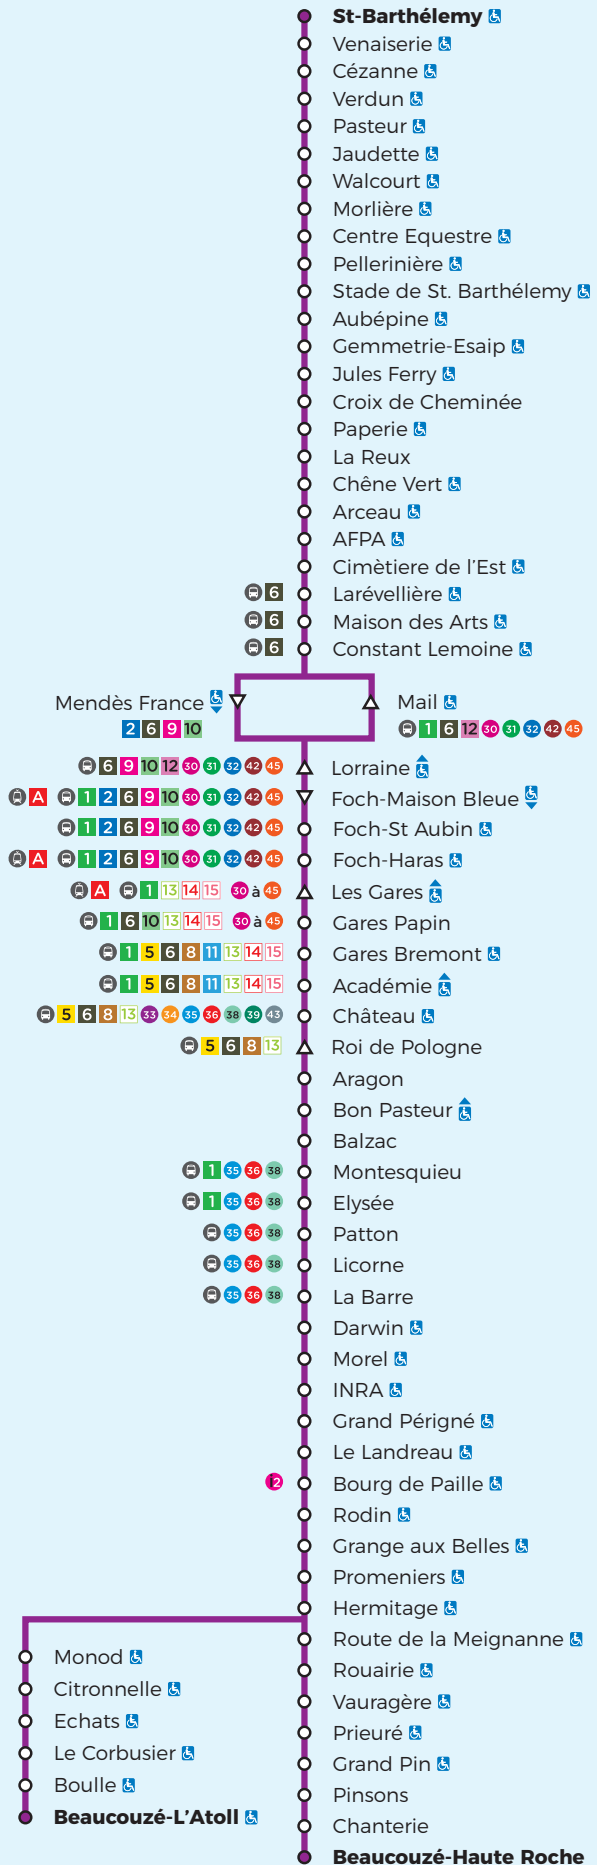 St-Barthélemy
Venaiserie
Cézanne
Verdun
Pasteur
Jaudette
Walcourt
Morlière
Centre Equestre
Pellerinière
Stade de St. Barthélemy
Aubépine
Gemmetrie-Esaip
Jules Ferry
Croix de Cheminée
Paperie
La Reux
Chêne Vert
Arceau
AFPA
Cimètiere de l'Est
6 Larévellière
6 Maison des Arts
6 Constant Lemoine
Mendès France
2 6 9 10
Mail
1 6 12 30 31 32 42 45
6 9 10 12 30 31 32 42 45 Lorraine
A 1 2 6 9 10 30 31 32 42 45 Foch-Maison Bleue
1 2 6 9 10 30 31 32 42 45 Foch-St Aubin
A 1 2 6 9 10 30 31 32 42 45 Foch-Haras
A 1 13 14 15 30 à 45 Les Gares
1 6 10 13 14 15 30 à 45 Gares Papin
1 5 6 8 11 13 14 15 Gares Bremont
1 5 6 8 11 13 14 15 Académie
5 6 8 13 33 34 35 36 38 39 43 Château
5 6 8 13 Roi de Pologne
Aragon
Bon Pasteur
Balzac
1 35 36 38 Montesquieu
1 35 36 38 Elysée
35 36 38 Patton
35 36 38 Licorne
35 36 38 La Barre
Darwin
Morel
INRA
Grand Périgné
Le Landreau
12 Bourg de Paille
Rodin
Grange aux Belles
Promeniers
Hermitage
Route de la Meignanne
Rouairie
Vauragère
Prieuré
Grand Pin
Pinsons
Chanterie
Beaucouzé-Haute Roche
Monod
Citronnelle
Echats
Le Corbusier
Boulle
Beaucouzé-L'Atoll